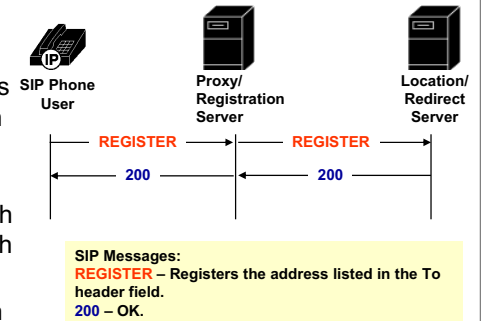 IP
SIP Phone
User
Proxy/
Registration
Server
Location/
Redirect
Server
REGISTER
REGISTER
200
200
s
h
h
SIP Messages:
REGISTER – Registers the address listed in the To
header field.
200 – OK.